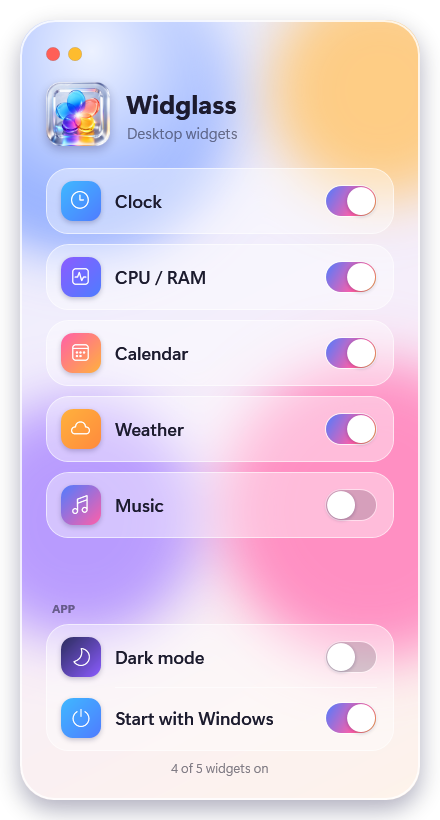 Widglass
Desktop widgets
Clock
CPU / RAM
Calendar
Weather
Music
APP
Dark mode
Start with Windows
4 of 5 widgets on